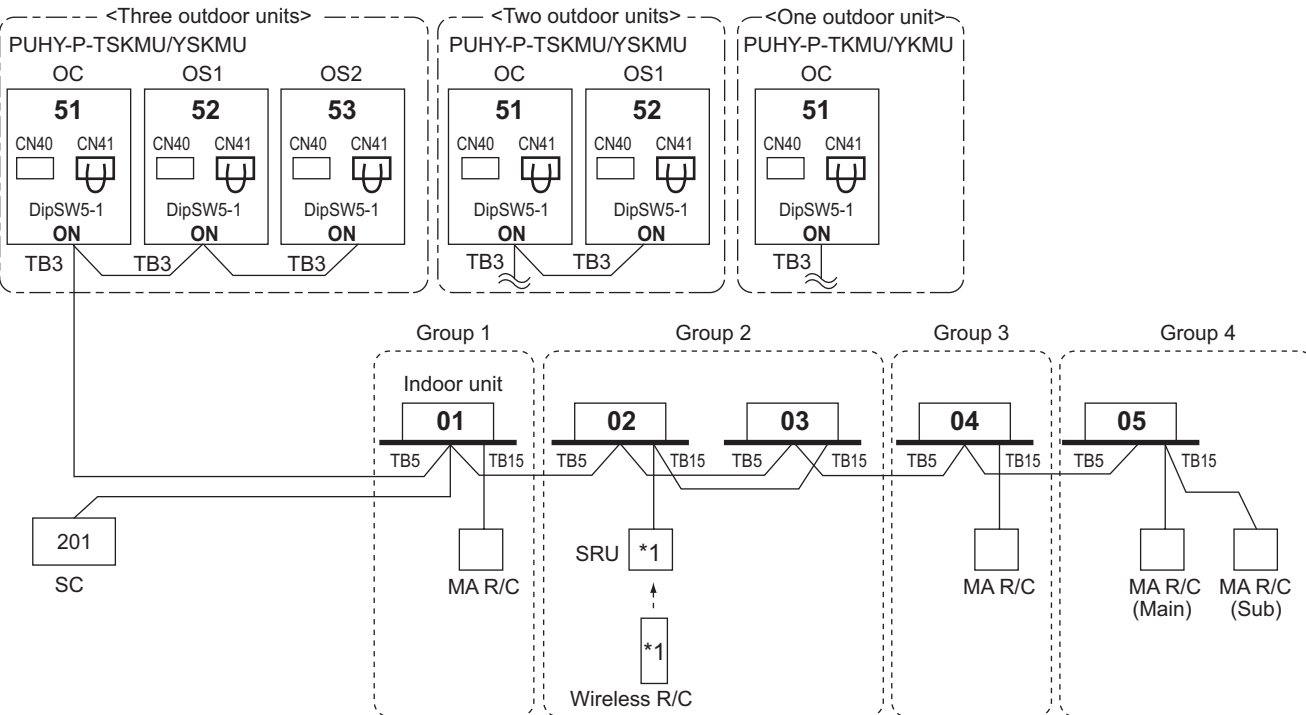 <Three outdoor units>
PUHY-P-TSKMU/YSKMU
OC OS1 OS2
51 52 53
CN40 CN41 CN40 CN41 CN40 CN41
DipSW5-1 DipSW5-1 DipSW5-1
ON ON ON
TB3 TB3 TB3
<Two outdoor units>
PUHY-P-TSKMU/YSKMU
OC OS1
51 52
CN40 CN41 CN40 CN41
DipSW5-1 DipSW5-1
ON ON
TB3 TB3
<One outdoor unit>
PUHY-P-TKMU/YKMU
OC
51
CN40 CN41
DipSW5-1
ON
TB3
Group 1 Group 2 Group 3 Group 4
Indoor unit
01 02 03 04 05
TB5 TB15 TB5 TB15 TB5 TB15 TB5 TB15 TB5 TB15
201
SC
MA R/C
SRU *1
*1
Wireless R/C
MA R/C
MA R/C
(Main)
MA R/C
(Sub)